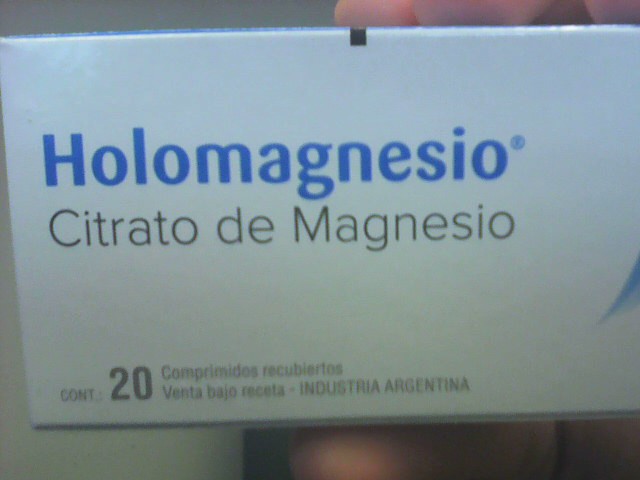 Holomagnesio®
Citrato de Magnesio
CONT.: 20 Comprimidos recubiertos
Venta bajo receta - INDUSTRIA ARGENTINA